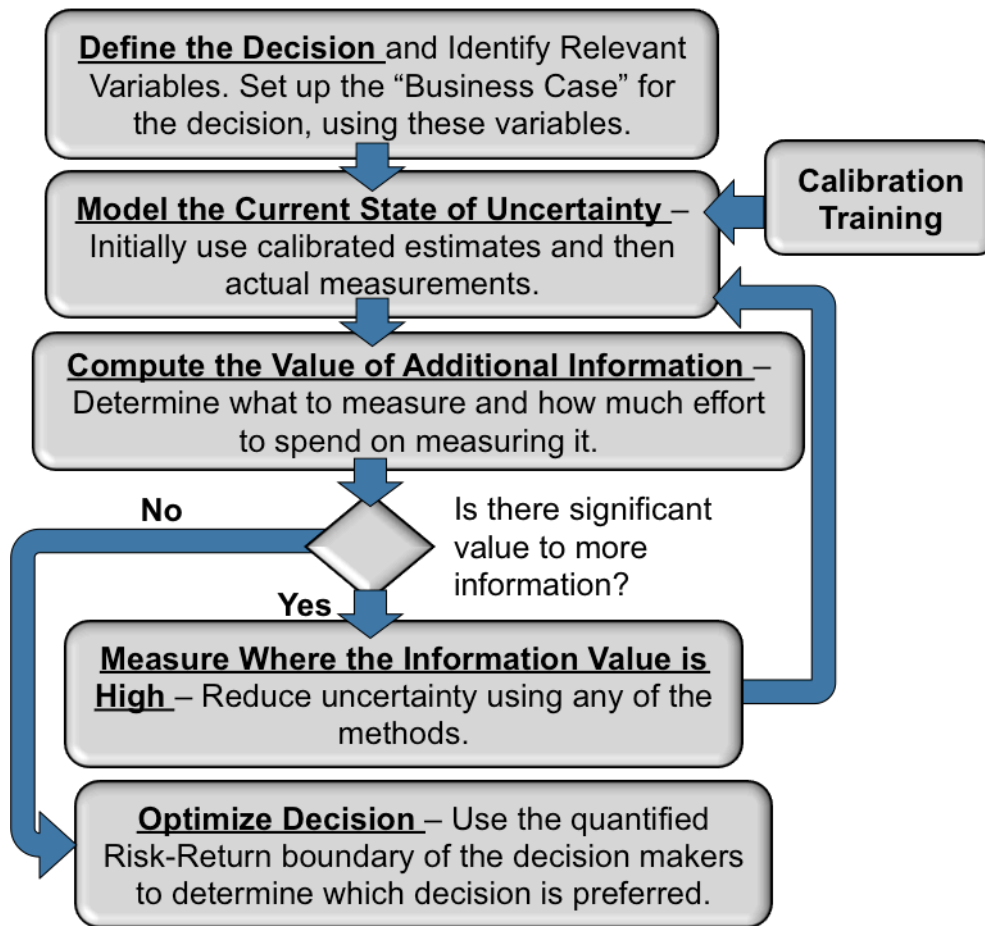 Define the Decision and Identify Relevant
Variables. Set up the “Business Case” for
the decision, using these variables.
Calibration
Training
Model the Current State of Uncertainty –
Initially use calibrated estimates and then
actual measurements.
Compute the Value of Additional Information –
Determine what to measure and how much effort
to spend on measuring it.
No
Is there significant
value to more
information?
Yes
Measure Where the Information Value is
High – Reduce uncertainty using any of the
methods.
Optimize Decision – Use the quantified
Risk-Return boundary of the decision makers
to determine which decision is preferred.